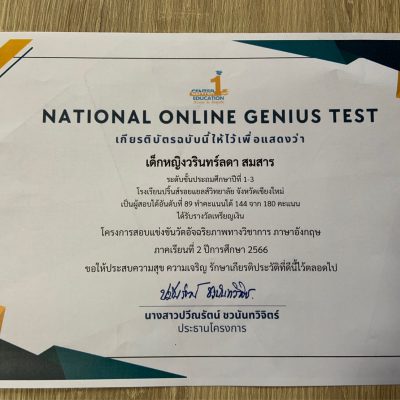 CENTER 1
EDUCATION
NATIONAL ONLINE GENIUS TEST
เกียรติบัตรฉบับนี้ให้ไว้เพื่อแสดงว่า
เด็กหญิงวรินทร์ลดา สมสาร
ระดับชั้นประถมศึกษาปีที่ 1-3
โรงเรียนปรินส์รอยแยลส์วิทยาลัย จังหวัดเชียงใหม่
เป็นผู้สอบได้อันดับที่ 89 ทำคะแนนได้ 144 จาก 180 คะแนน
ได้รับรางวัลเหรียญเงิน
โครงการสอบแข่งขันวัดอัจฉริยภาพทางวิชาการ ภาษาอังกฤษ
ภาคเรียนที่ 2 ปีการศึกษา 2566
ขอให้ประสบความสุข ความเจริญ รักษาเกียรติประวัติที่ดีนี้ไว้ตลอดไป
นางสาวปวีณรัตน์ ชวนันทวิจิตร์
ประธานโครงการ